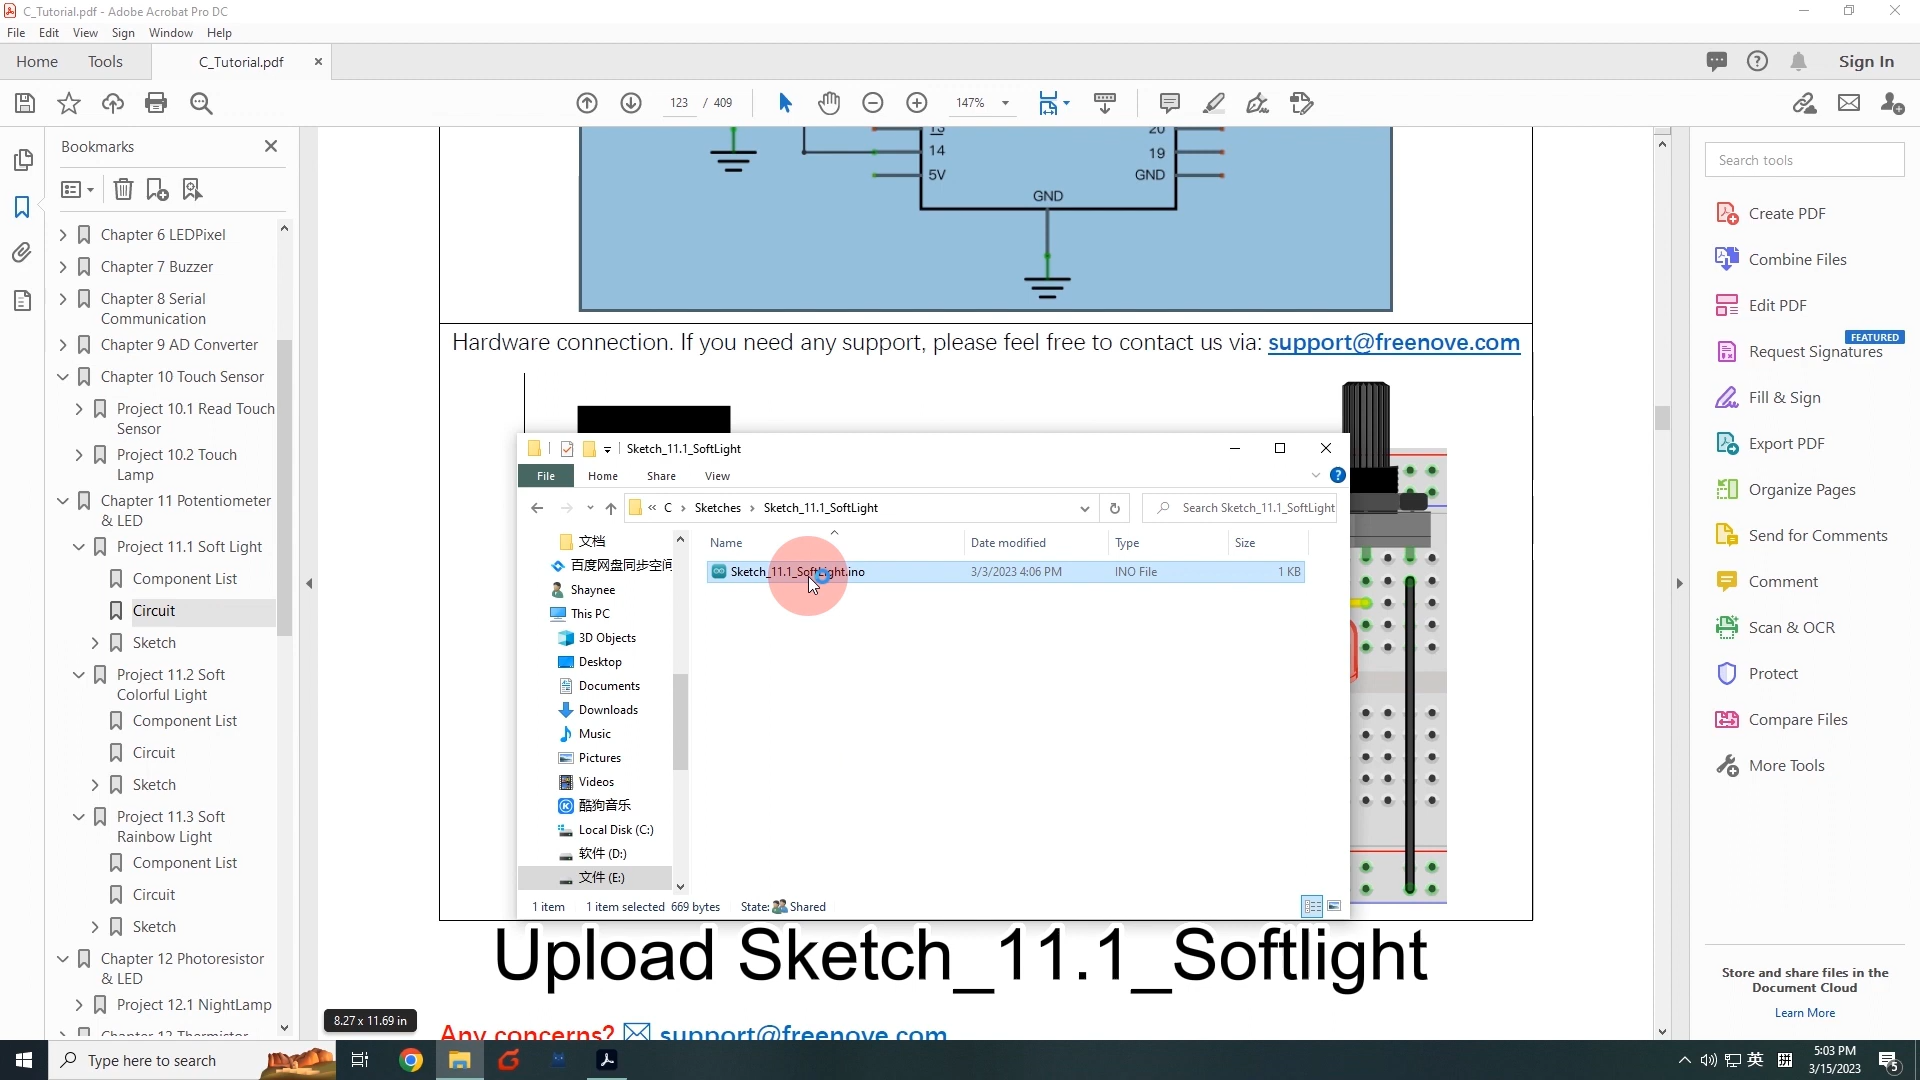 C_Tutorial.pdf - Adobe Acrobat Pro DC
File Edit View Sign Window Help
Home Tools C_Tutorial.pdf × Sign In
123 / 409 147%
Bookmarks
Chapter 6 LEDPixel
Chapter 7 Buzzer
Chapter 8 Serial
Communication
Chapter 9 AD Converter
Chapter 10 Touch Sensor
Project 10.1 Read Touch
Sensor
Project 10.2 Touch
Lamp
Chapter 11 Potentiometer
& LED
Project 11.1 Soft Light
Component List
Circuit
Sketch
Project 11.2 Soft
Colorful Light
Component List
Circuit
Sketch
Project 11.3 Soft
Rainbow Light
Component List
Circuit
Sketch
Chapter 12 Photoresistor
& LED
Project 12.1 NightLamp
Chapter 13 Thermistor
13 20
14 19
5V GND
GND
Hardware connection. If you need any support, please feel free to contact us via: support@freenove.com
Sketch_11.1_SoftLight
File Home Share View
« C › Sketches › Sketch_11.1_SoftLight
Search Sketch_11.1_SoftLight
文档
百度网盘同步空间
Shaynee
This PC
3D Objects
Desktop
Documents
Downloads
Music
Pictures
Videos
酷狗音乐
Local Disk (C:)
软件 (D:)
文件 (E:)
Name Date modified Type Size
Sketch_11.1_SoftLight.ino 3/3/2023 4:06 PM INO File 1 KB
1 item 1 item selected 669 bytes State: Shared
Upload Sketch_11.1_Softlight
8.27 x 11.69 in
Any concerns? support@freenove.com
Search tools
Create PDF
Combine Files
Edit PDF
FEATURED
Request Signatures
Fill & Sign
Export PDF
Organize Pages
Send for Comments
Comment
Scan & OCR
Protect
Compare Files
More Tools
Store and share files in the
Document Cloud
Learn More
Type here to search
英 拼
5:03 PM
3/15/2023
5